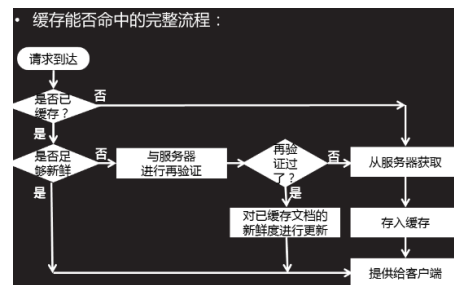 • 缓存能否命中的完整流程：
请求到达
是否已
缓存？
否
是
是否足
够新鲜
否
与服务器
进行再验证
再验
证过
了？
否
从服务器获取
是
是
对已缓存文档的
新鲜度进行更新
存入缓存
提供给客户端